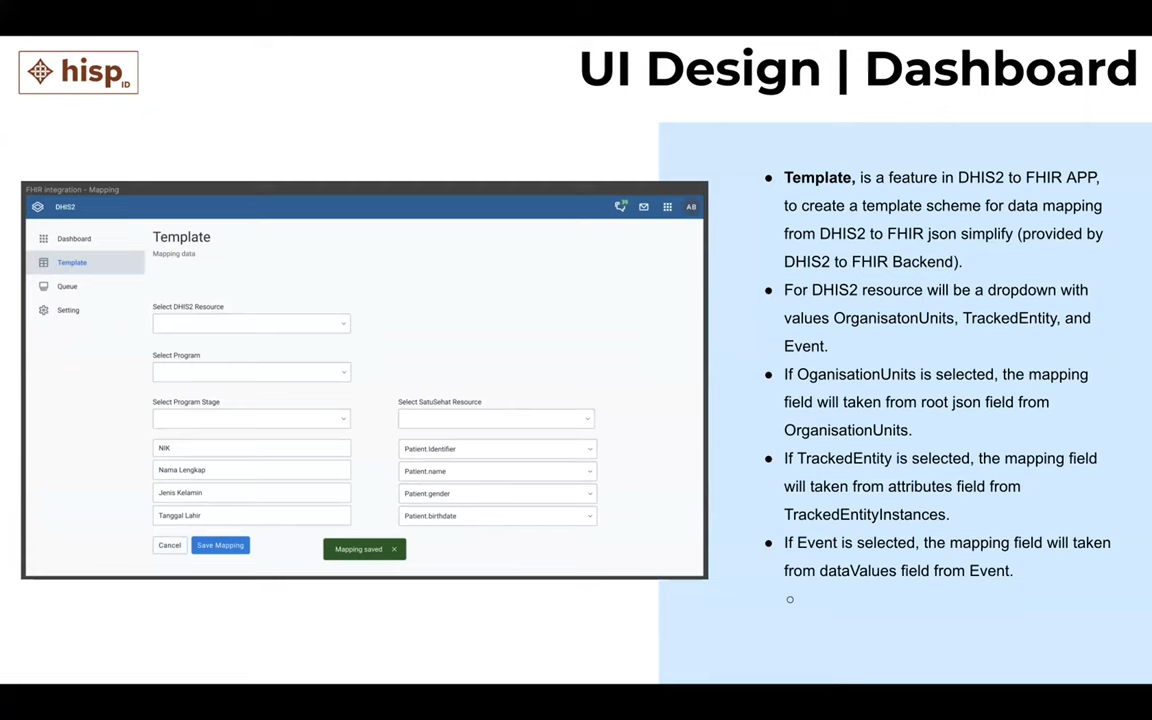 hisp ID
UI Design | Dashboard
FHIR integration - Mapping
DHIS2
AB
Dashboard
Template
Queue
Setting
Template
Mapping data
Select DHIS2 Resource
Select Program
Select Program Stage
Select SatuSehat Resource
NIK
Patient.Identifier
Nama Lengkap
Patient.name
Jenis Kelamin
Patient.gender
Tanggal Lahir
Patient.birthdate
Cancel
Save Mapping
Mapping saved
Template, is a feature in DHIS2 to FHIR APP,
to create a template scheme for data mapping
from DHIS2 to FHIR json simplify (provided by
DHIS2 to FHIR Backend).
For DHIS2 resource will be a dropdown with
values OrganisatonUnits, TrackedEntity, and
Event.
If OganisationUnits is selected, the mapping
field will taken from root json field from
OrganisationUnits.
If TrackedEntity is selected, the mapping field
will taken from attributes field from
TrackedEntityInstances.
If Event is selected, the mapping field will taken
from dataValues field from Event.